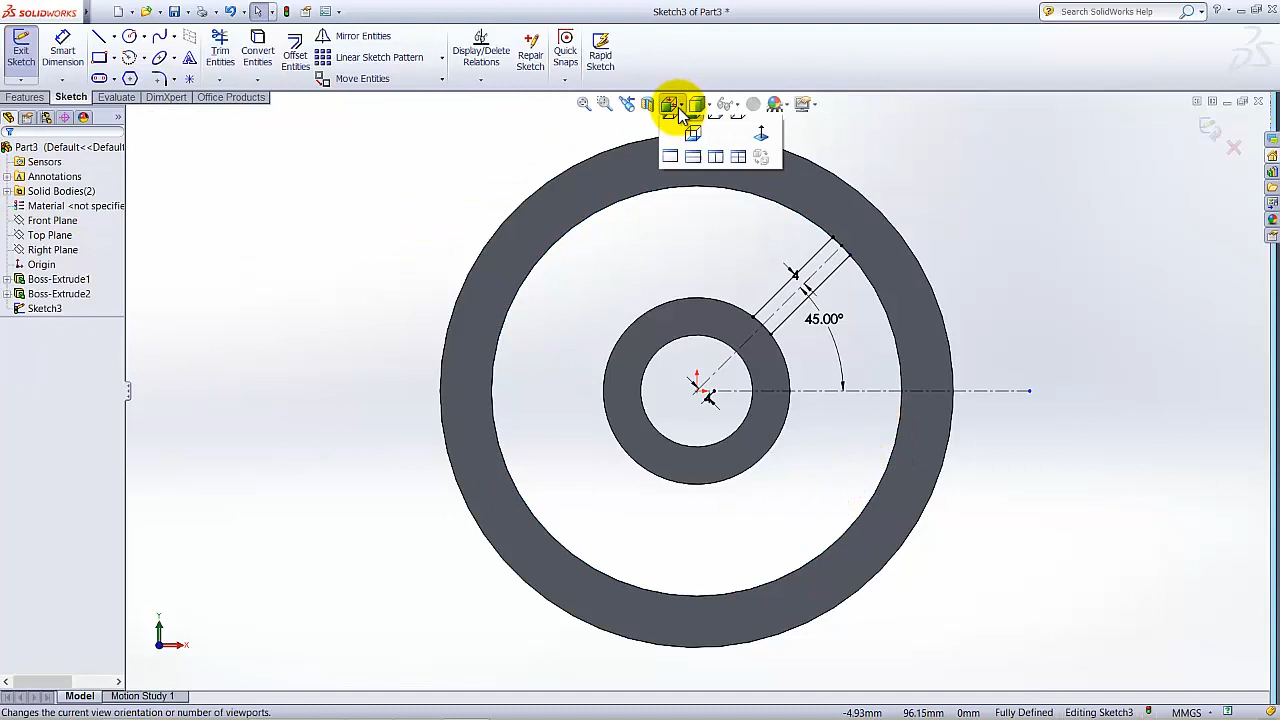 SOLIDWORKS
Sketch3 of Part3 *
Search SolidWorks Help
Exit Sketch
Smart Dimension
Trim Entities
Convert Entities
Offset Entities
Mirror Entities
Linear Sketch Pattern
Move Entities
Display/Delete Relations
Repair Sketch
Quick Snaps
Rapid Sketch
Features
Sketch
Evaluate
DimXpert
Office Products
Part3 (Default<<Default
Sensors
Annotations
Solid Bodies(2)
Material <not specifie
Front Plane
Top Plane
Right Plane
Origin
Boss-Extrude1
Boss-Extrude2
Sketch3
4
45.00°
4
Y
X
Model
Motion Study 1
Changes the current view orientation or number of viewports.
-4.93mm
96.15mm
0mm
Fully Defined
Editing Sketch3
MMGS